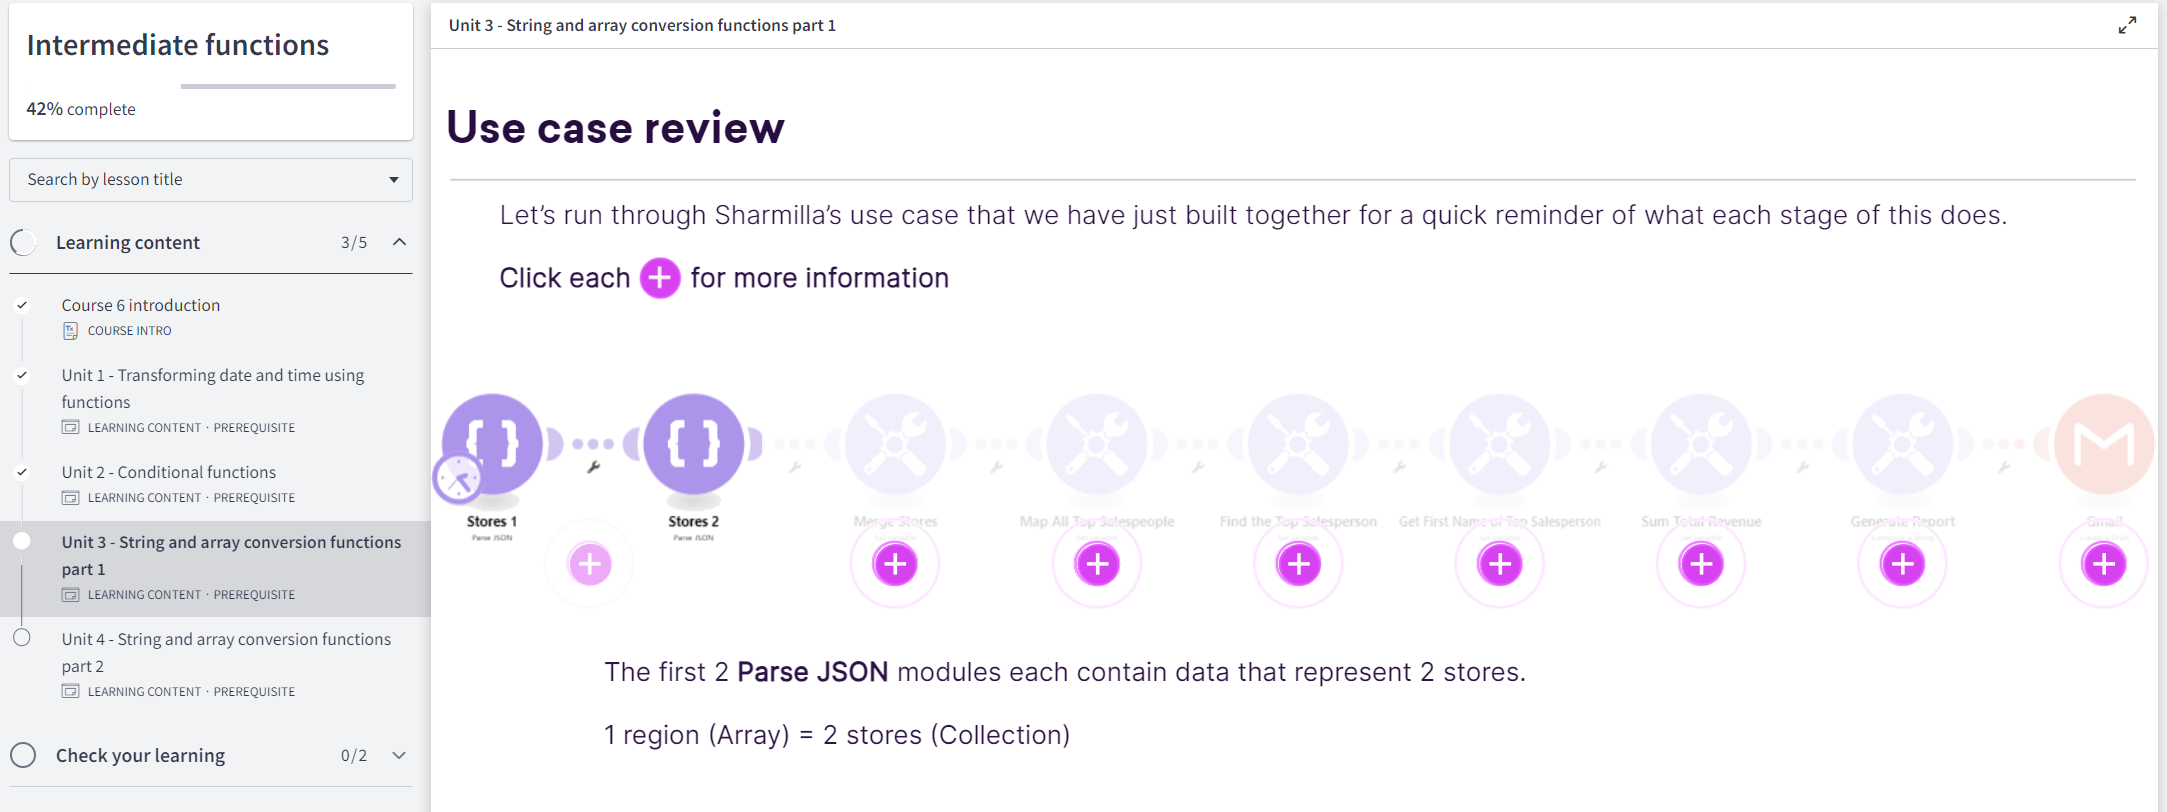 Intermediate functions
42% complete
Search by lesson title
Learning content 3/5
Course 6 introduction
COURSE INTRO
Unit 1 - Transforming date and time using
functions
LEARNING CONTENT · PREREQUISITE
Unit 2 - Conditional functions
LEARNING CONTENT · PREREQUISITE
Unit 3 - String and array conversion functions
part 1
LEARNING CONTENT · PREREQUISITE
Unit 4 - String and array conversion functions
part 2
LEARNING CONTENT · PREREQUISITE
Check your learning 0/2
Unit 3 - String and array conversion functions part 1
Use case review
Let's run through Sharmilla's use case that we have just built together for a quick reminder of what each stage of this does.
Click each + for more information
Stores 1
Parse JSON
Stores 2
Parse JSON
Merge Stores
Map All Top Salespeople
Find the Top Salesperson
Get First Name of Top Salesperson
Sum Total Revenue
Generate Report
Gmail
The first 2 Parse JSON modules each contain data that represent 2 stores.
1 region (Array) = 2 stores (Collection)